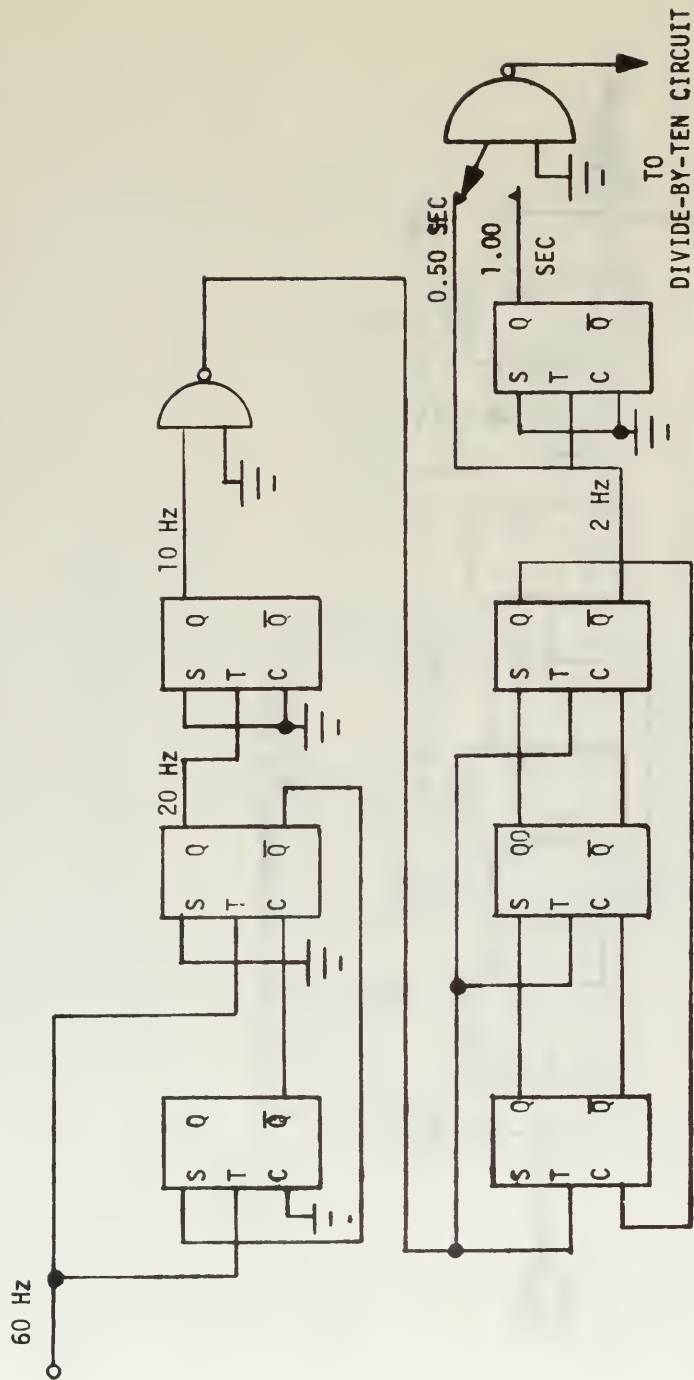 60 Hz
20 Hz
10 Hz
S Q S Q S Q
T T T
C Q̅ C Q̅ C Q̅
0.50 SEC
1.00
SEC
S Q S QQ S Q S Q
T T T T
C Q̅ C Q̅ C Q̅ C Q̅
2 Hz
TO
DIVIDE-BY-TEN CIRCUIT